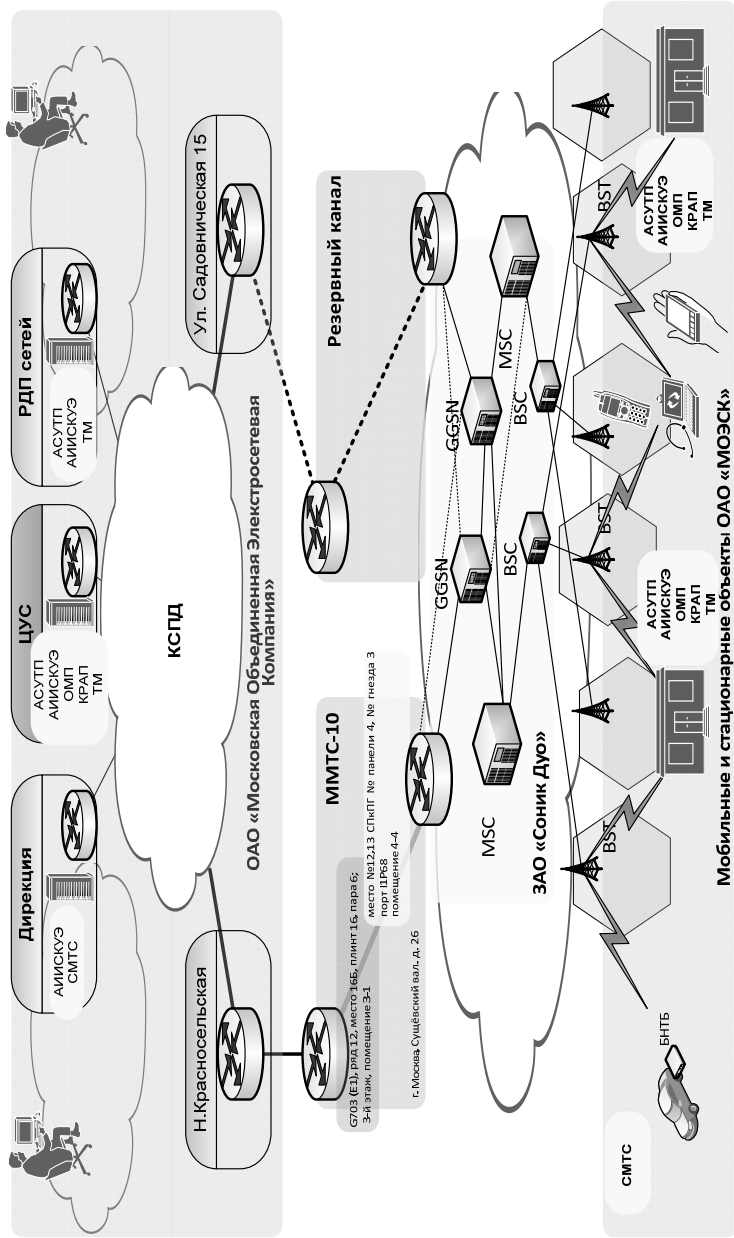 Дирекция
АИИСКУЭ
СМТС
ЦУС
АСУТП
АИИСКУЭ
ОМП
КРАП
ТМ
РДП сетей
АСУТП
АИИСКУЭ
ТМ
КСПД
Н.Красносельская
Ул. Садовническая 15
ОАО «Московская Объединенная Электросетевая
Компания»
ММТС-10
G703 (E1), ряд 12, место 16Б, плинт 16, пара 6;
3-й этаж, помещение 3-1
место №12,13 СПкПГ № панели 4, № гнезда 3
порт I1P68
помещение 4-4
г. Москва, Сущёвский вал. д. 26
Резервный канал
GGSN
GGSN
MSC
MSC
BSC
BSC
ЗАО «Соник Дуо»
BST
BST
BST
АСУТП
АИИСКУЭ
ОМП
КРАП
ТМ
АСУТП
АИИСКУЭ
ОМП
КРАП
ТМ
БНТБ
СМТС
Мобильные и стационарные объекты ОАО «МОЭСК»